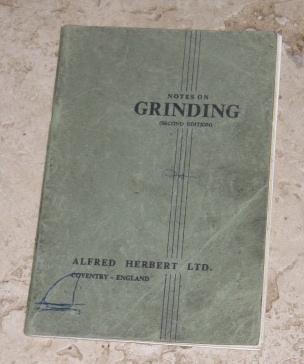 NOTES ON
GRINDING
(SECOND EDITION)
ALFRED HERBERT LTD.
COVENTRY - ENGLAND